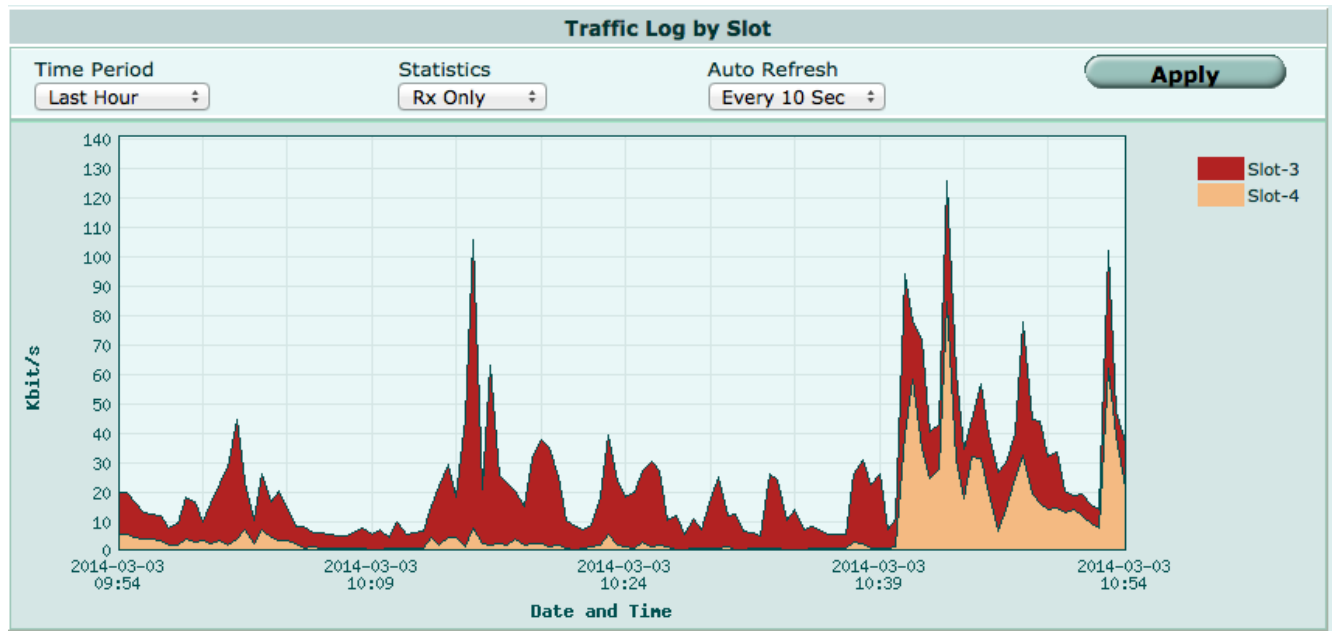 Traffic Log by Slot
Time Period Statistics Auto Refresh
Last Hour Rx Only Every 10 Sec Apply
140
130
120
110
100
90
80
70
60
50
40
30
20
10
0
Kbit/s
Slot-3
Slot-4
2014-03-03 2014-03-03 2014-03-03 2014-03-03 2014-03-03
09:54 10:09 10:24 10:39 10:54
Date and Time